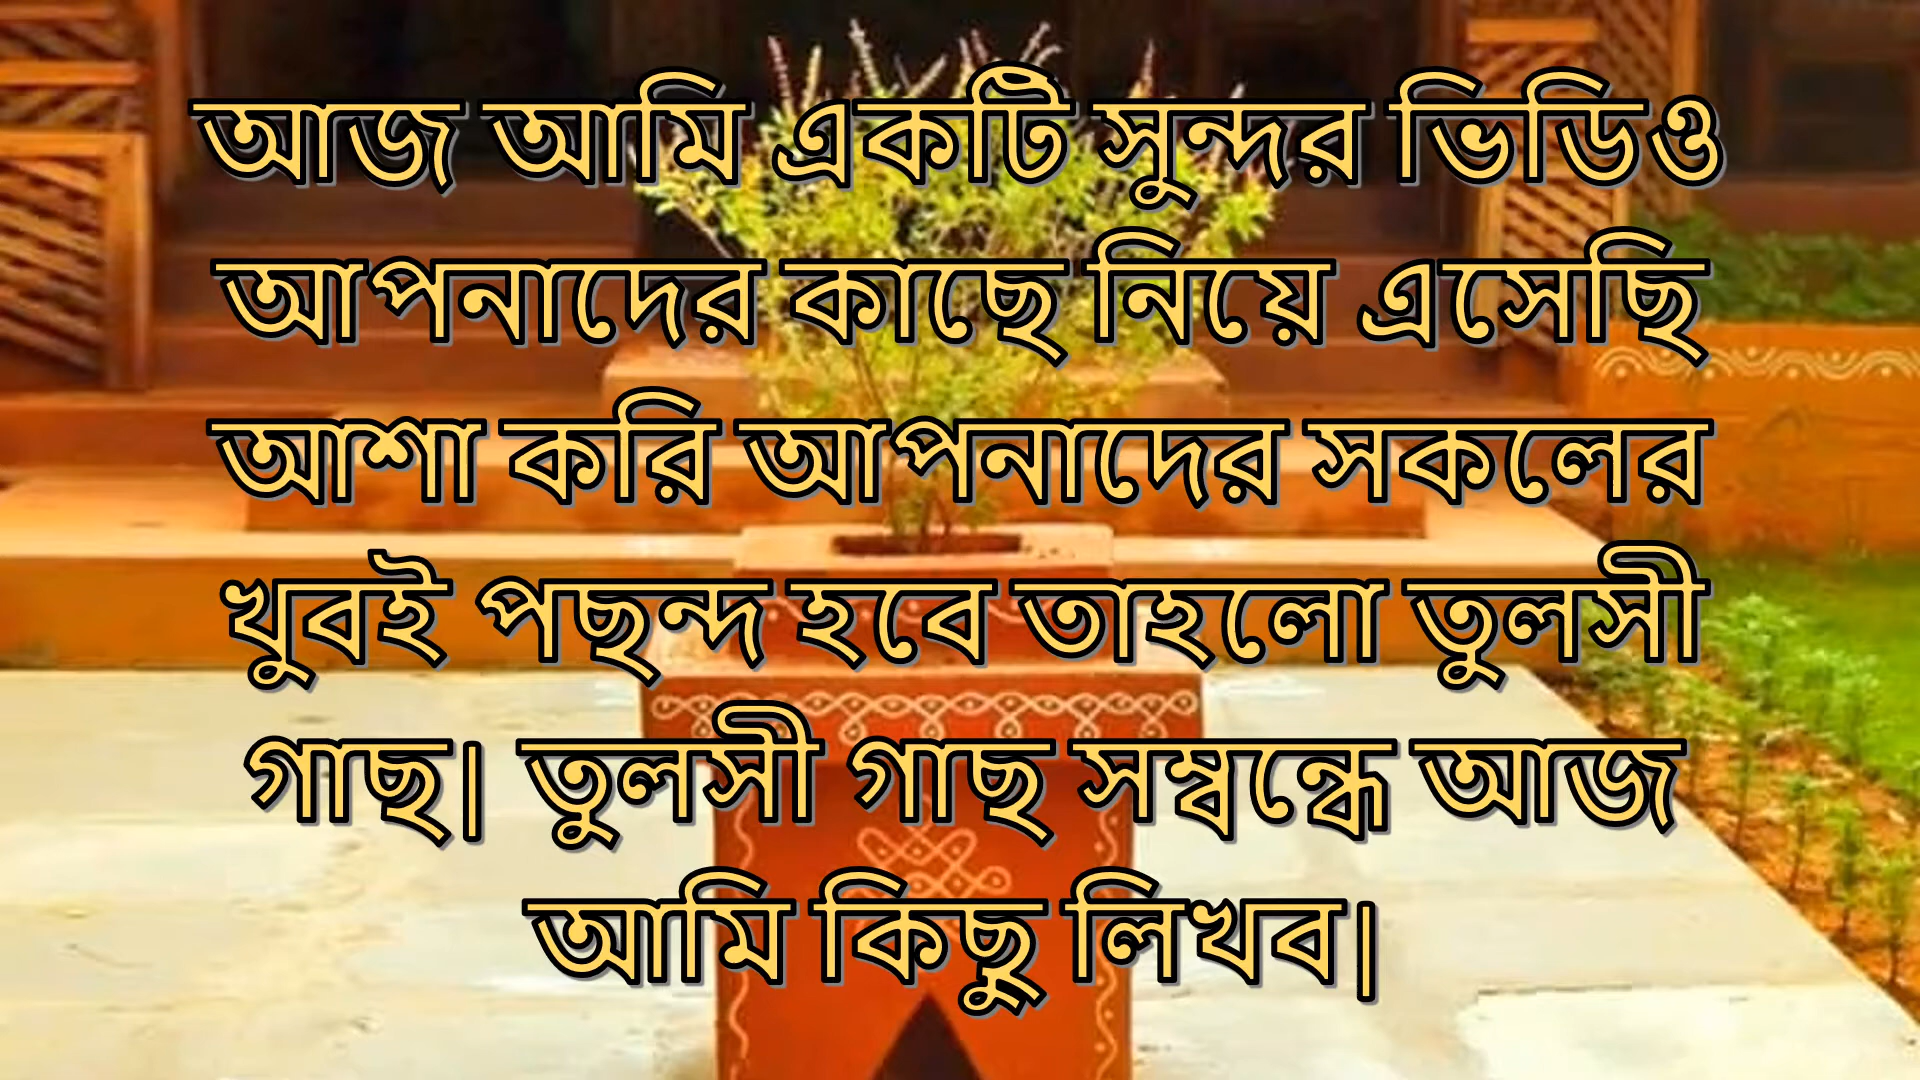 আজ আমি একটি সুন্দর ভিডিও
আপনাদের কাছে নিয়ে এসেছি
আশা করি আপনাদের সকলের
খুবই পছন্দ হবে তাহলো তুলসী
গাছ। তুলসী গাছ সম্বন্ধে আজ
আমি কিছু লিখব।